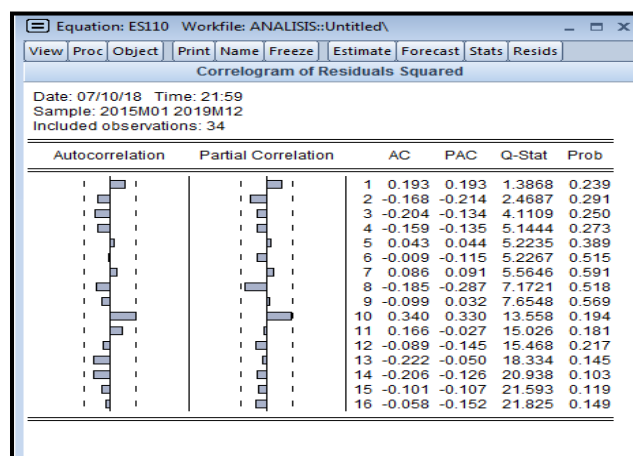 Equation: ES110 Workfile: ANALISIS::Untitled\
View Proc Object Print Name Freeze Estimate Forecast Stats Resids
Correlogram of Residuals Squared
Date: 07/10/18 Time: 21:59
Sample: 2015M01 2019M12
Included observations: 34
Autocorrelation Partial Correlation AC PAC Q-Stat Prob
1 0.193 0.193 1.3868 0.239
2 -0.168 -0.214 2.4687 0.291
3 -0.204 -0.134 4.1109 0.250
4 -0.159 -0.135 5.1444 0.273
5 0.043 0.044 5.2235 0.389
6 -0.009 -0.115 5.2267 0.515
7 0.086 0.091 5.5646 0.591
8 -0.185 -0.287 7.1721 0.518
9 -0.099 0.032 7.6548 0.569
10 0.340 0.330 13.558 0.194
11 0.166 -0.027 15.026 0.181
12 -0.089 -0.145 15.468 0.217
13 -0.222 -0.050 18.334 0.145
14 -0.206 -0.126 20.938 0.103
15 -0.101 -0.107 21.593 0.119
16 -0.058 -0.152 21.825 0.149